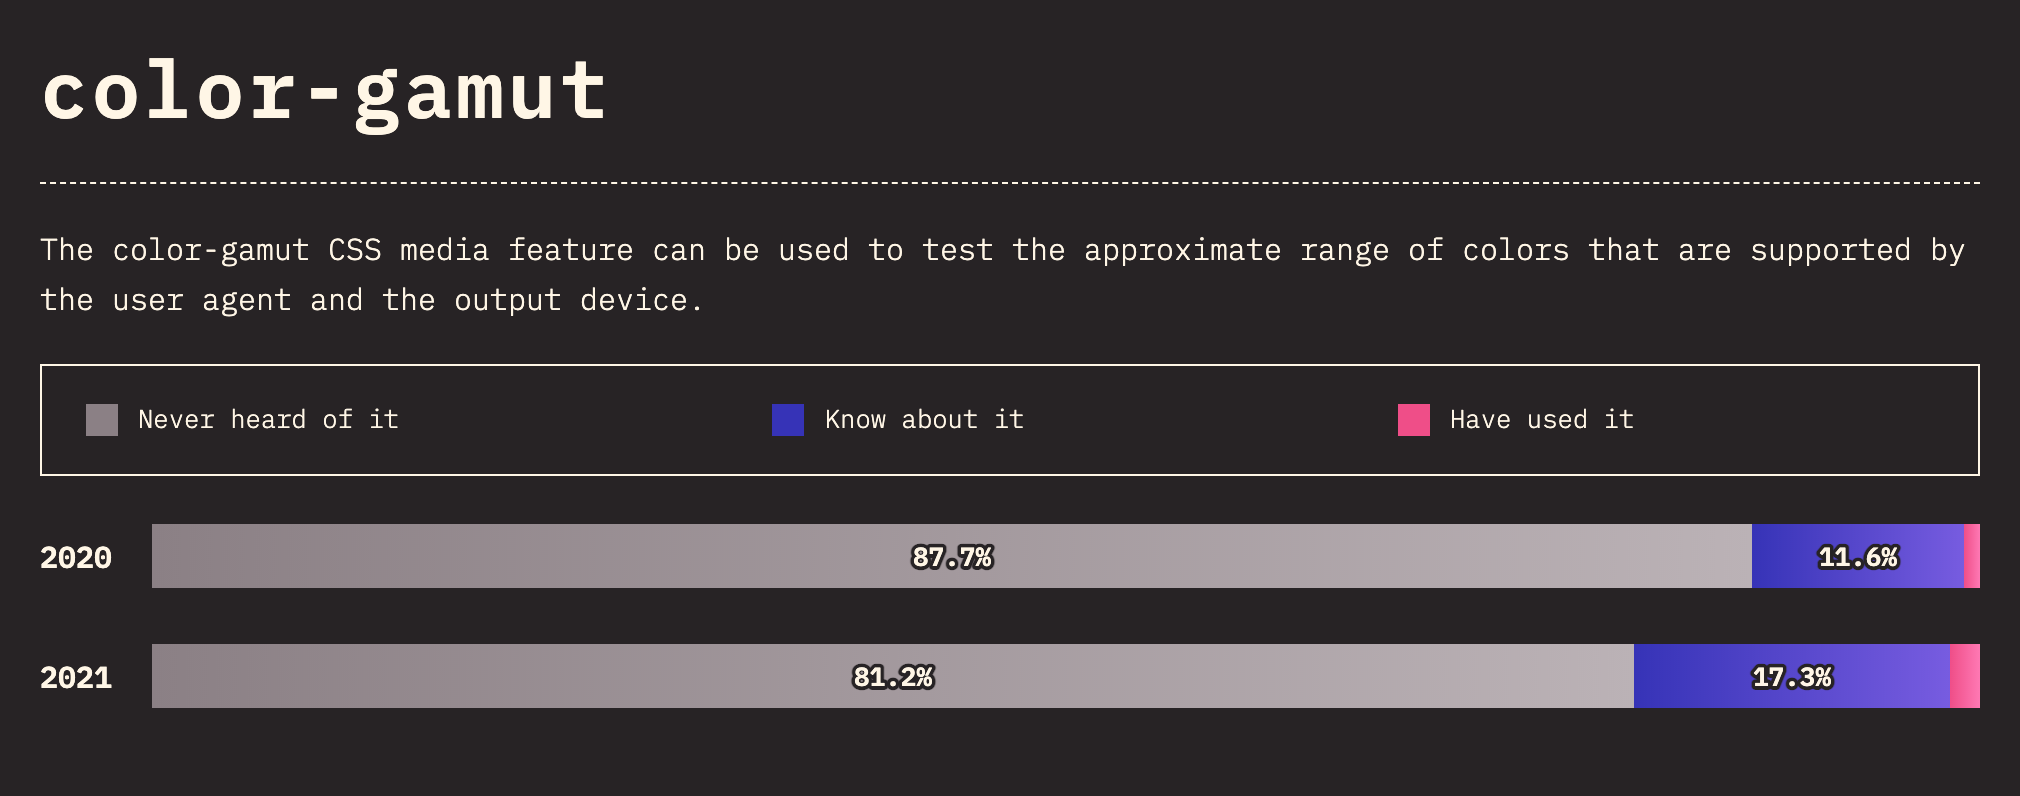 color-gamut
The color-gamut CSS media feature can be used to test the approximate range of colors that are supported by
the user agent and the output device.
Never heard of it Know about it Have used it
2020 87.7% 11.6%
2021 81.2% 17.3%